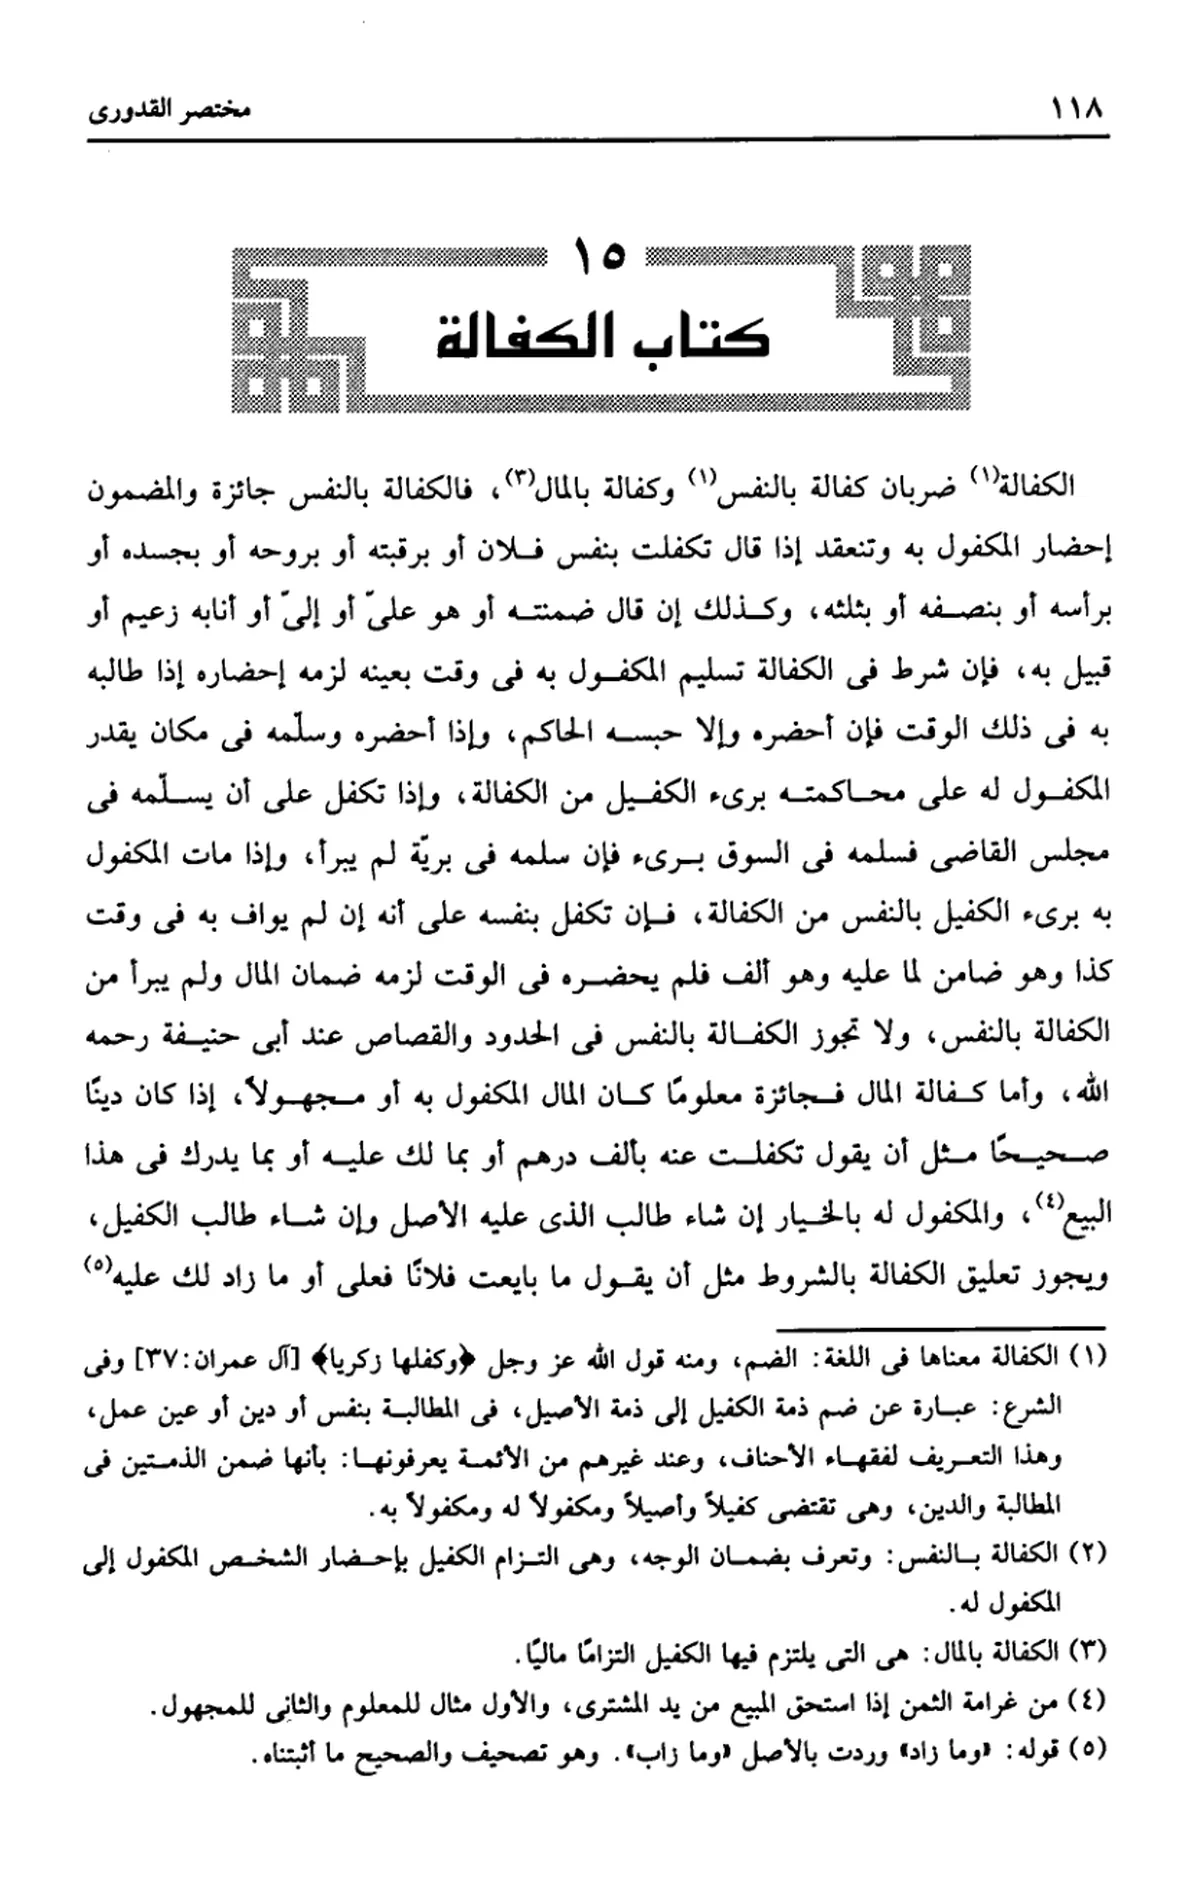 ١١٨
مختصر القدورى
١٥
كتاب الكفالة
الكفالة(١) ضربان كفالة بالنفس(١) وكفالة بالمال(٣)، فالكفالة بالنفس جائزة والمضمون
إحضار المكفول به وتنعقد إذا قال تكفلت بنفس فلان أو برقبته أو بروحه أو بجسده أو
برأسه أو بنصفه أو بثلثه، وكذلك إن قال ضمنته أو هو علىّ أو إلىّ أو أنابه زعيم أو
قبيل به، فإن شرط فى الكفالة تسليم المكفول به فى وقت بعينه لزمه إحضاره إذا طالبه
به فى ذلك الوقت فإن أحضره وإلا حبسه الحاكم، وإذا أحضره وسلّمه فى مكان يقدر
المكفول له على محاكمته برىء الكفيل من الكفالة، وإذا تكفل على أن يسلّمه فى
مجلس القاضى فسلمه فى السوق برىء فإن سلمه فى بريّة لم يبرأ، وإذا مات المكفول
به برىء الكفيل بالنفس من الكفالة، فإن تكفل بنفسه على أنه إن لم يواف به فى وقت
كذا وهو ضامن لما عليه وهو ألف فلم يحضره فى الوقت لزمه ضمان المال ولم يبرأ من
الكفالة بالنفس، ولا تجوز الكفالة بالنفس فى الحدود والقصاص عند أبى حنيفة رحمه
الله، وأما كفالة المال فجائزة معلومًا كان المال المكفول به أو مجهولاً، إذا كان دينًا
صحيحًا مثل أن يقول تكفلت عنه بألف درهم أو بما لك عليه أو بما يدرك فى هذا
البيع(٤)، والمكفول له بالخيار إن شاء طالب الذى عليه الأصل وإن شاء طالب الكفيل،
ويجوز تعليق الكفالة بالشروط مثل أن يقول ما بايعت فلانًا فعلى أو ما زاد لك عليه(٥)
(١) الكفالة معناها فى اللغة: الضم، ومنه قول الله عز وجل ﴿وكفلها زكريا﴾ [آل عمران:٣٧] وفى
الشرع: عبارة عن ضم ذمة الكفيل إلى ذمة الأصيل، فى المطالبة بنفس أو دين أو عين عمل،
وهذا التعريف لفقهاء الأحناف، وعند غيرهم من الأئمة يعرفونها: بأنها ضمن الذمتين فى
المطالبة والدين، وهى تقتضى كفيلاً وأصيلاً ومكفولاً له ومكفولاً به.
(٢) الكفالة بالنفس: وتعرف بضمان الوجه، وهى التزام الكفيل بإحضار الشخص المكفول إلى
المكفول له.
(٣) الكفالة بالمال: هى التى يلتزم فيها الكفيل التزامًا ماليًا.
(٤) من غرامة الثمن إذا استحق المبيع من يد المشترى، والأول مثال للمعلوم والثانِى للمجهول.
(٥) قوله: «وما زاد» وردت بالأصل «وما زاب». وهو تصحيف والصحيح ما أثبتناه.